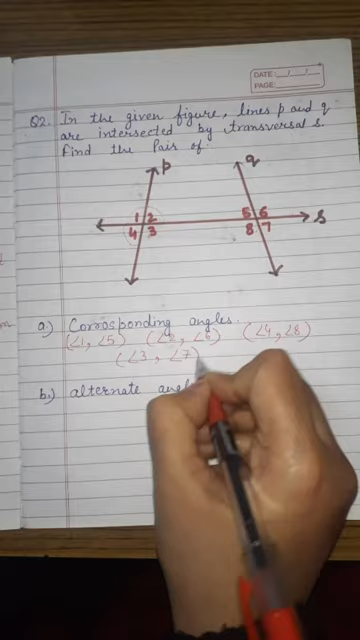 DATE: / /
PAGE:
Q2. In the given figure, lines p and q
are intersected by transversal s.
Find the Pair of
p
q
1 2
5 6
s
4 3
8 7
a) Corrosponding angles.
(∠1, ∠5) (∠2, ∠6) (∠4, ∠8)
(∠3, ∠7)
b.) alternate